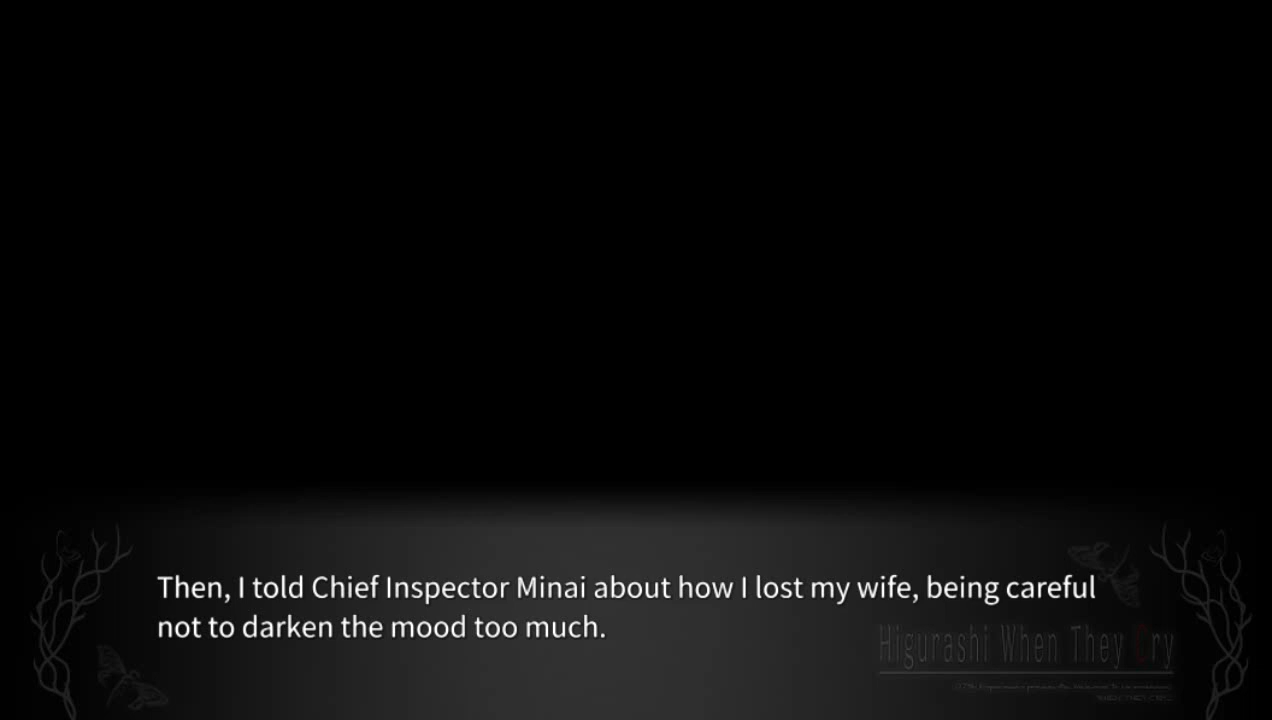 Then, I told Chief Inspector Minai about how I lost my wife, being careful
not to darken the mood too much.
Higurashi When They Cry